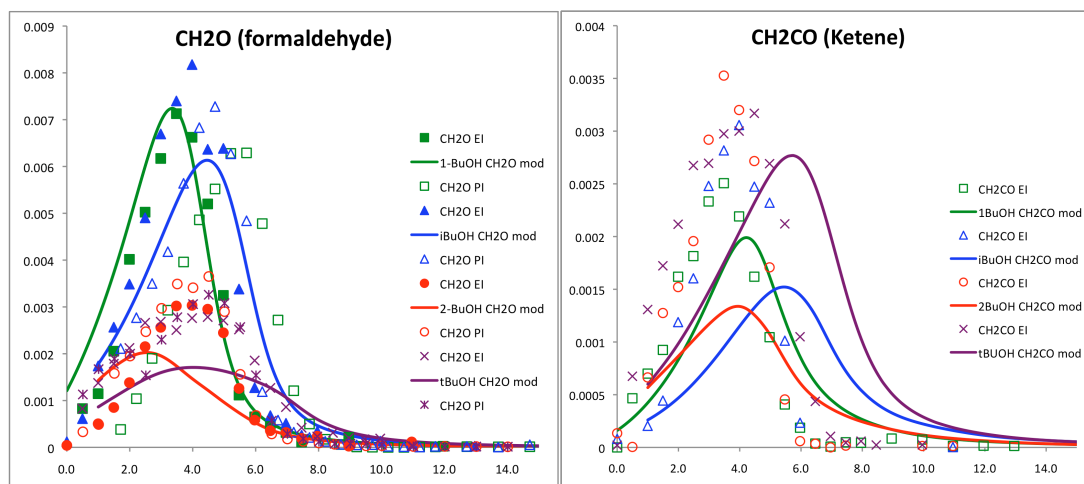 CH2O (formaldehyde)
0.009
0.008
0.007
0.006
0.005
0.004
0.003
0.002
0.001
0
0.0 2.0 4.0 6.0 8.0 10.0 12.0 14.0
CH2O EI
1-BuOH CH2O mod
CH2O PI
CH2O EI
iBuOH CH2O mod
CH2O PI
CH2O EI
2-BuOH CH2O mod
CH2O PI
CH2O EI
tBuOH CH2O mod
CH2O PI
CH2CO (Ketene)
0.004
0.0035
0.003
0.0025
0.002
0.0015
0.001
0.0005
0
0.0 2.0 4.0 6.0 8.0 10.0 12.0 14.0
CH2CO EI
1BuOH CH2CO mod
CH2CO EI
iBuOH CH2CO mod
CH2CO EI
2BuOH CH2CO mod
CH2CO EI
tBUOH CH2CO mod